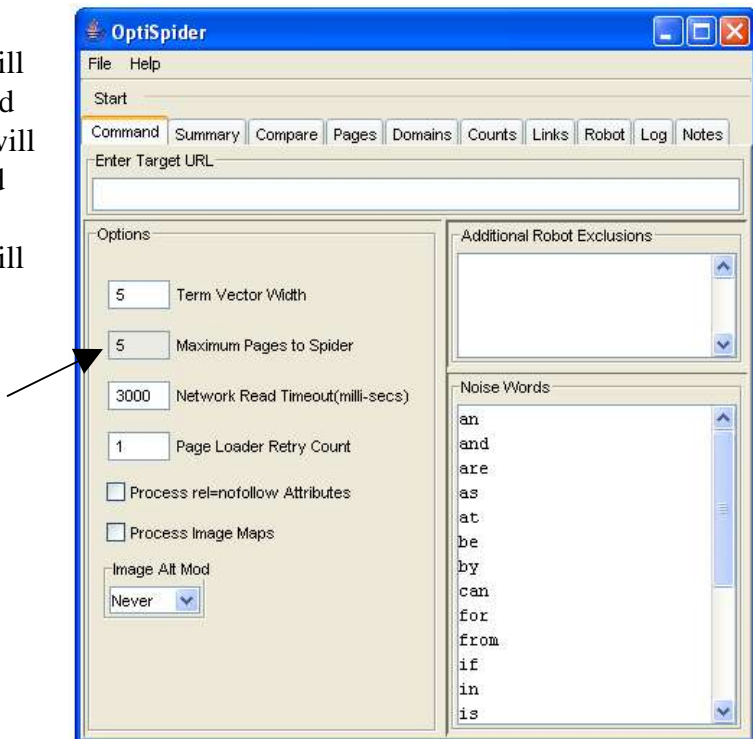 OptiSpider
File Help
Start
Command Summary Compare Pages Domains Counts Links Robot Log Notes
Enter Target URL
Options
5 Term Vector Width
5 Maximum Pages to Spider
3000 Network Read Timeout(milli-secs)
1 Page Loader Retry Count
Process rel=nofollow Attributes
Process Image Maps
Image Alt Mod
Never
Additional Robot Exclusions
Noise Words
an
and
are
as
at
be
by
can
for
from
if
in
is